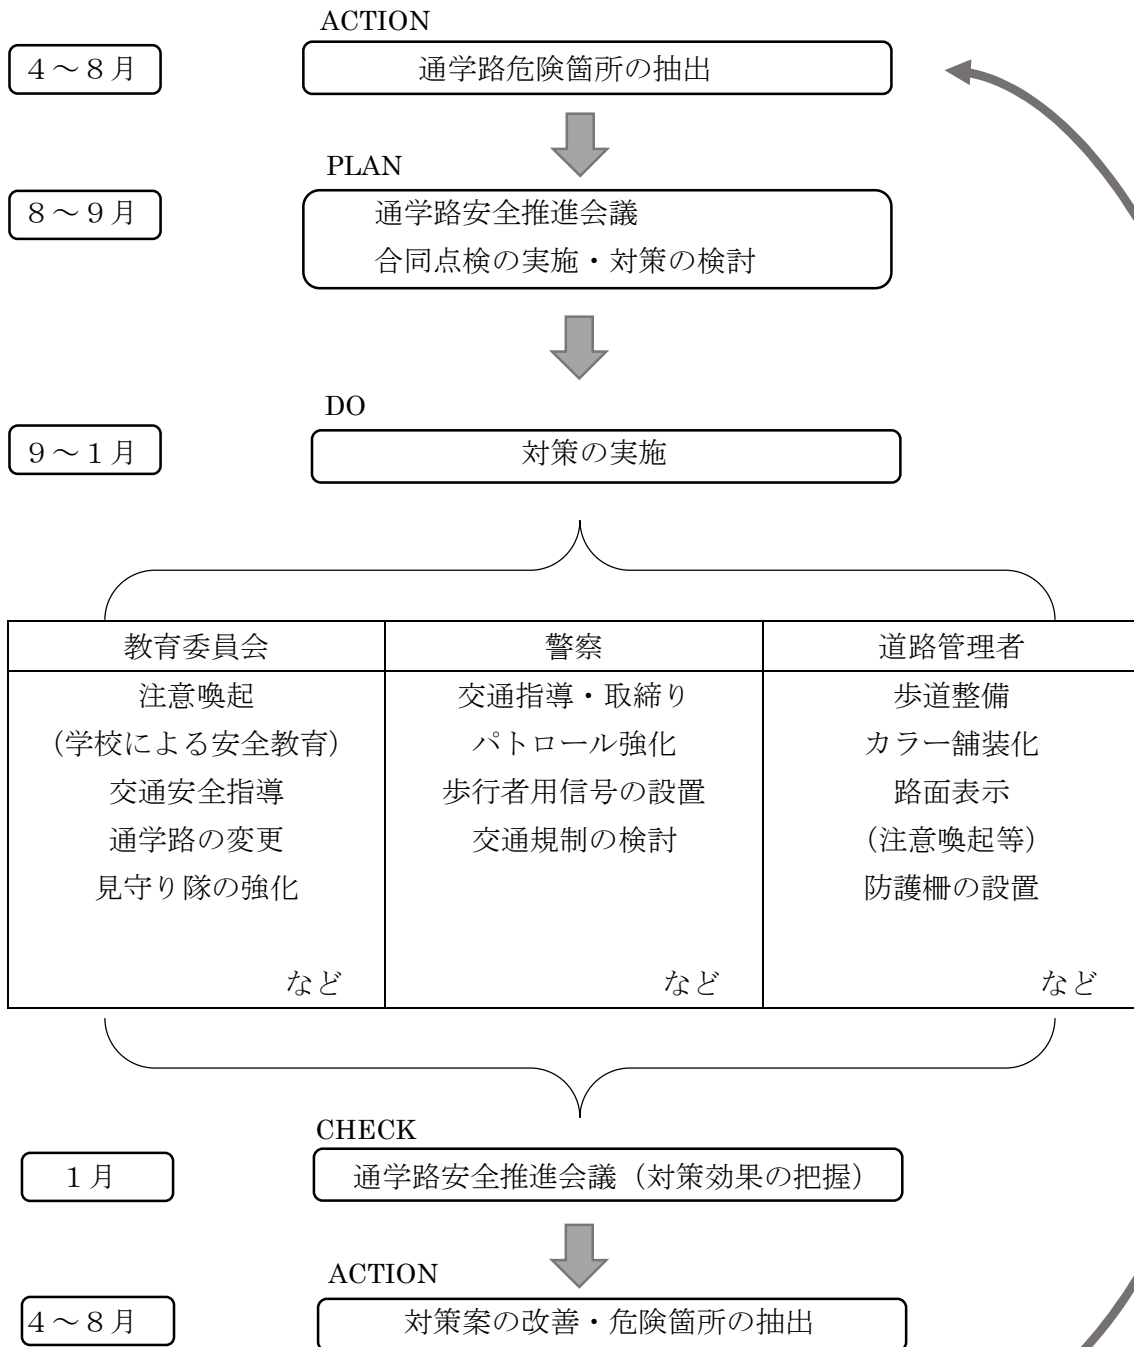 ACTION
４～８月
通学路危険箇所の抽出
PLAN
８～９月
通学路安全推進会議
合同点検の実施・対策の検討
DO
９～１月
対策の実施
教育委員会
注意喚起
（学校による安全教育）
交通安全指導
通学路の変更
見守り隊の強化
など
警察
交通指導・取締り
パトロール強化
歩行者用信号の設置
交通規制の検討
など
道路管理者
歩道整備
カラー舗装化
路面表示
（注意喚起等）
防護柵の設置
など
CHECK
１月
通学路安全推進会議（対策効果の把握）
ACTION
４～８月
対策案の改善・危険箇所の抽出